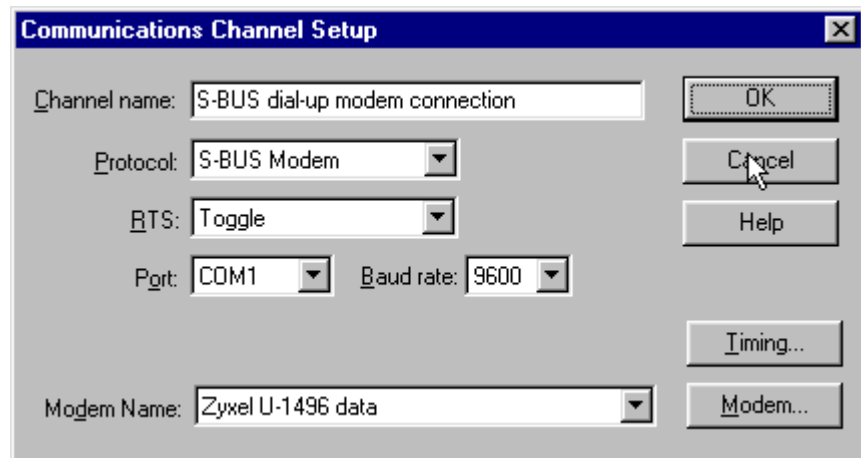 Communications Channel Setup
Channel name: S-BUS dial-up modem connection
OK
Protocol: S-BUS Modem
Cancel
RTS: Toggle
Help
Port: COM1 Baud rate: 9600
Timing...
Modem Name: Zyxel U-1496 data
Modem...